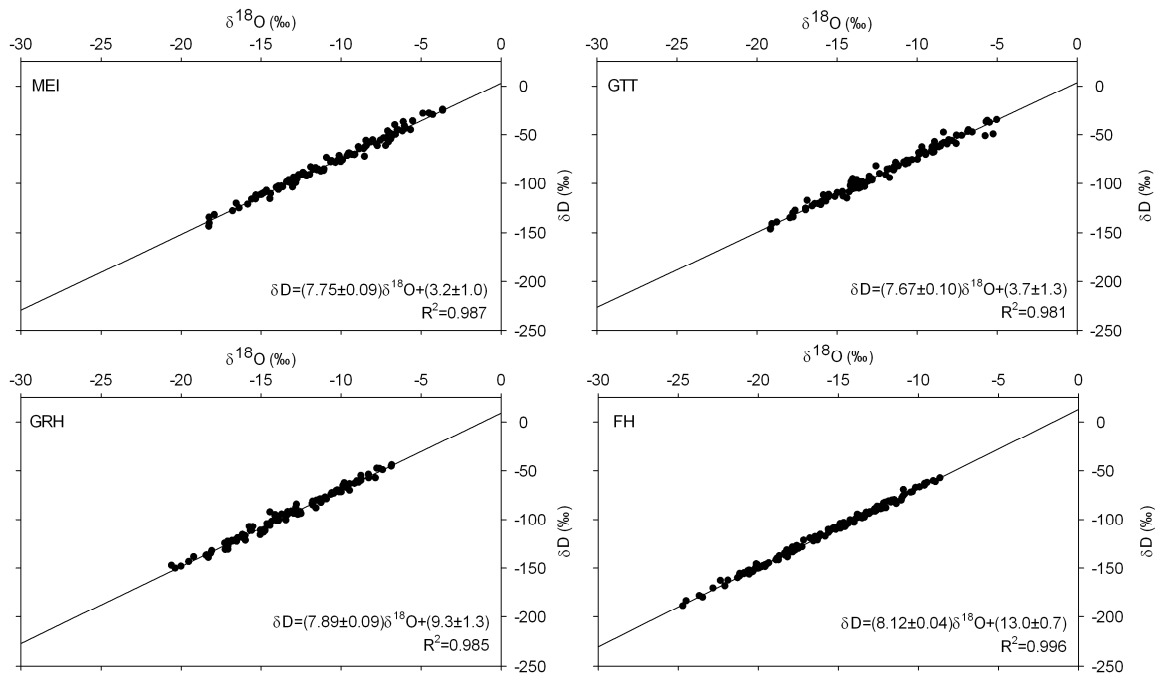 δ18O (‰)
-30 -25 -20 -15 -10 -5 0
MEI
0
-50
-100
-150
-200
-250
δD (‰)
δD=(7.75±0.09)δ18O+(3.2±1.0)
R2=0.987
δ18O (‰)
-30 -25 -20 -15 -10 -5 0
GTT
0
-50
-100
-150
-200
-250
δD (‰)
δD=(7.67±0.10)δ18O+(3.7±1.3)
R2=0.981
δ18O (‰)
-30 -25 -20 -15 -10 -5 0
GRH
0
-50
-100
-150
-200
-250
δD (‰)
δD=(7.89±0.09)δ18O+(9.3±1.3)
R2=0.985
δ18O (‰)
-30 -25 -20 -15 -10 -5 0
FH
0
-50
-100
-150
-200
-250
δD (‰)
δD=(8.12±0.04)δ18O+(13.0±0.7)
R2=0.996